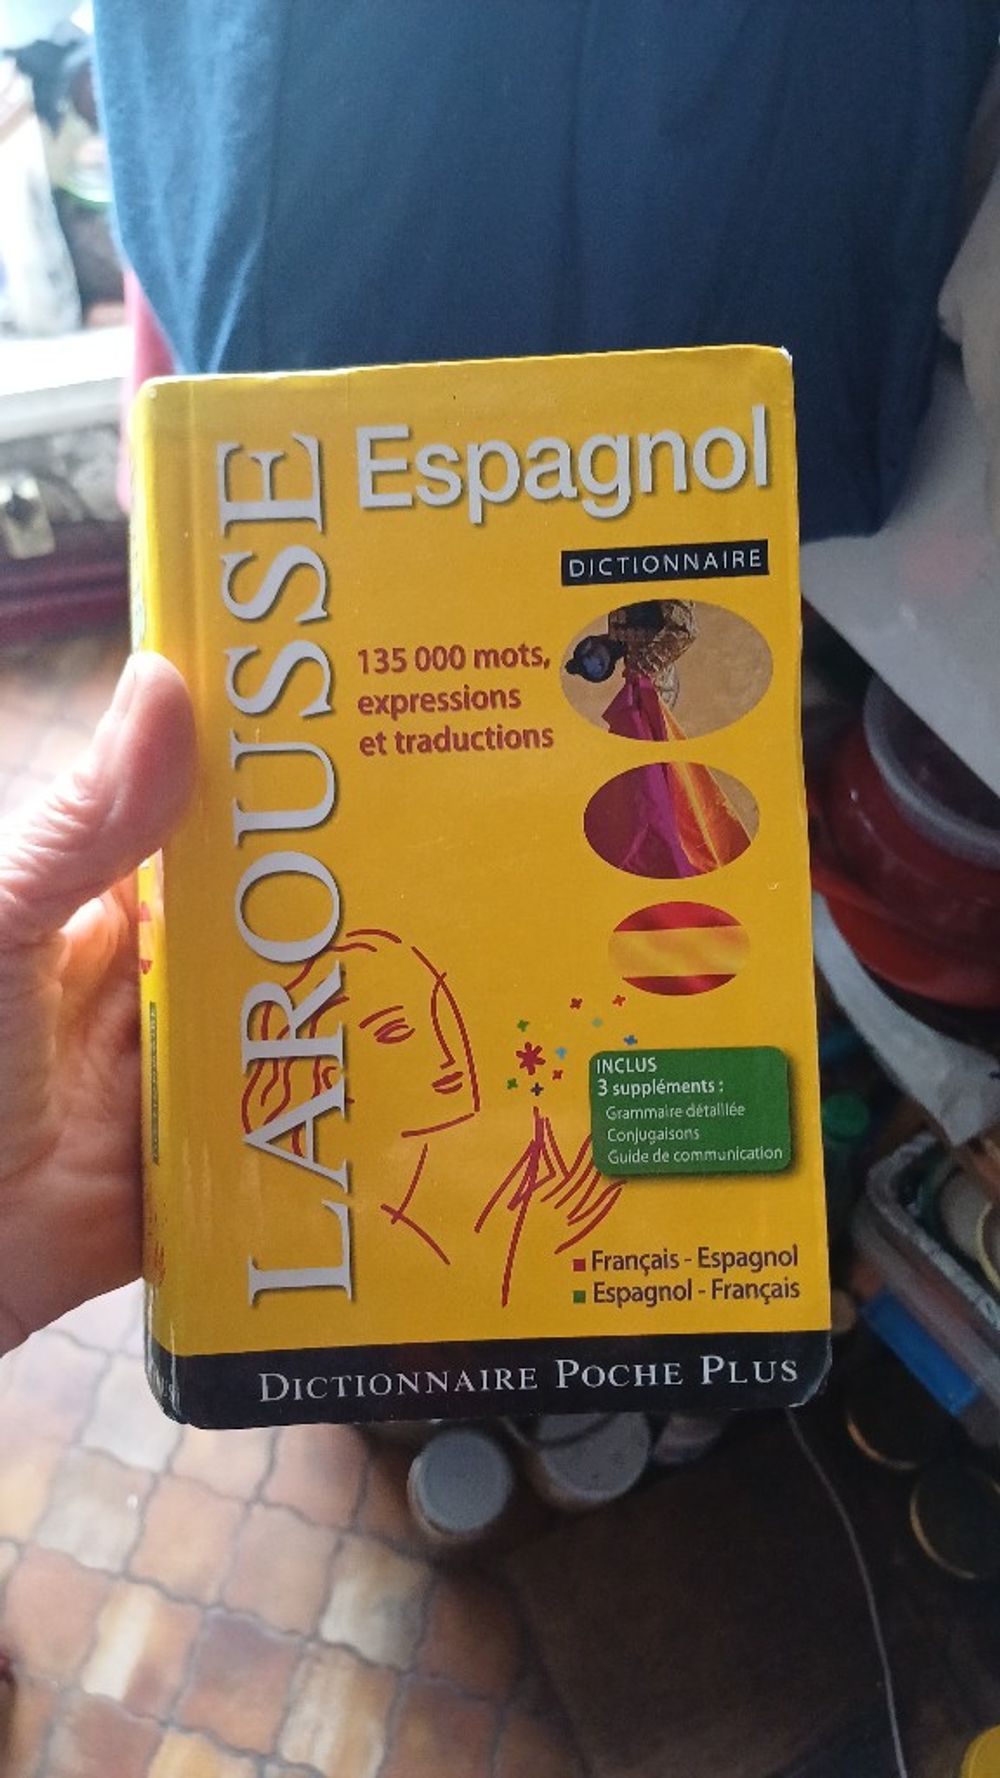 LAROUSSE
Espagnol
DICTIONNAIRE
135 000 mots,
expressions
et traductions
INCLUS
3 suppléments :
Grammaire détaillée
Conjugaisons
Guide de communication
Français - Espagnol
Espagnol - Français
DICTIONNAIRE POCHE PLUS